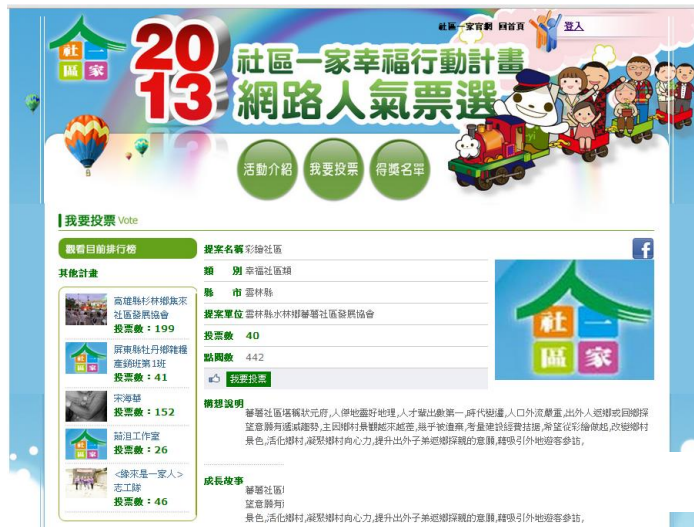 社區一家官網 回首頁 登入
社一
區家
2013
社區一家幸福行動計畫
網路人氣票選
活動介紹 我要投票 得獎名單
我要投票 Vote
觀看目前排行榜
其他計畫
高雄縣杉林鄉集來
社區發展協會
投票數：199
屏東縣牡丹鄉雜糧
產銷班第1班
投票數：41
宋海華
投票數：152
茄沮工作室
投票數：26
<緣來是一家人>
志工隊
投票數：46
提案名稱 彩繪社區
類 別 幸福社區類
縣 市 雲林縣
提案單位 雲林縣水林鄉蕃薯社區發展協會
投票數 40
點閱數 442
我要投票
社一
區家
構想說明
蕃薯社區堪稱狀元府,人傑地靈好地理,人才輩出數第一,時代變遷,人口外流嚴重,出外人返鄉或回鄉探
望意願有遞減趨勢,主因鄉村景觀越來越差,幾乎被遺棄,考量建設經費拮据,希望從彩繪做起,改變鄉村
景色,活化鄉村,凝聚鄉村向心力,提升出外子弟返鄉探親的意願,藉吸引外地遊客參訪,
成長故事
蕃薯社區
望意願有
景色,活化鄉村,凝聚鄉村向心力,提升出外子弟返鄉探親的意願,藉吸引外地遊客參訪,